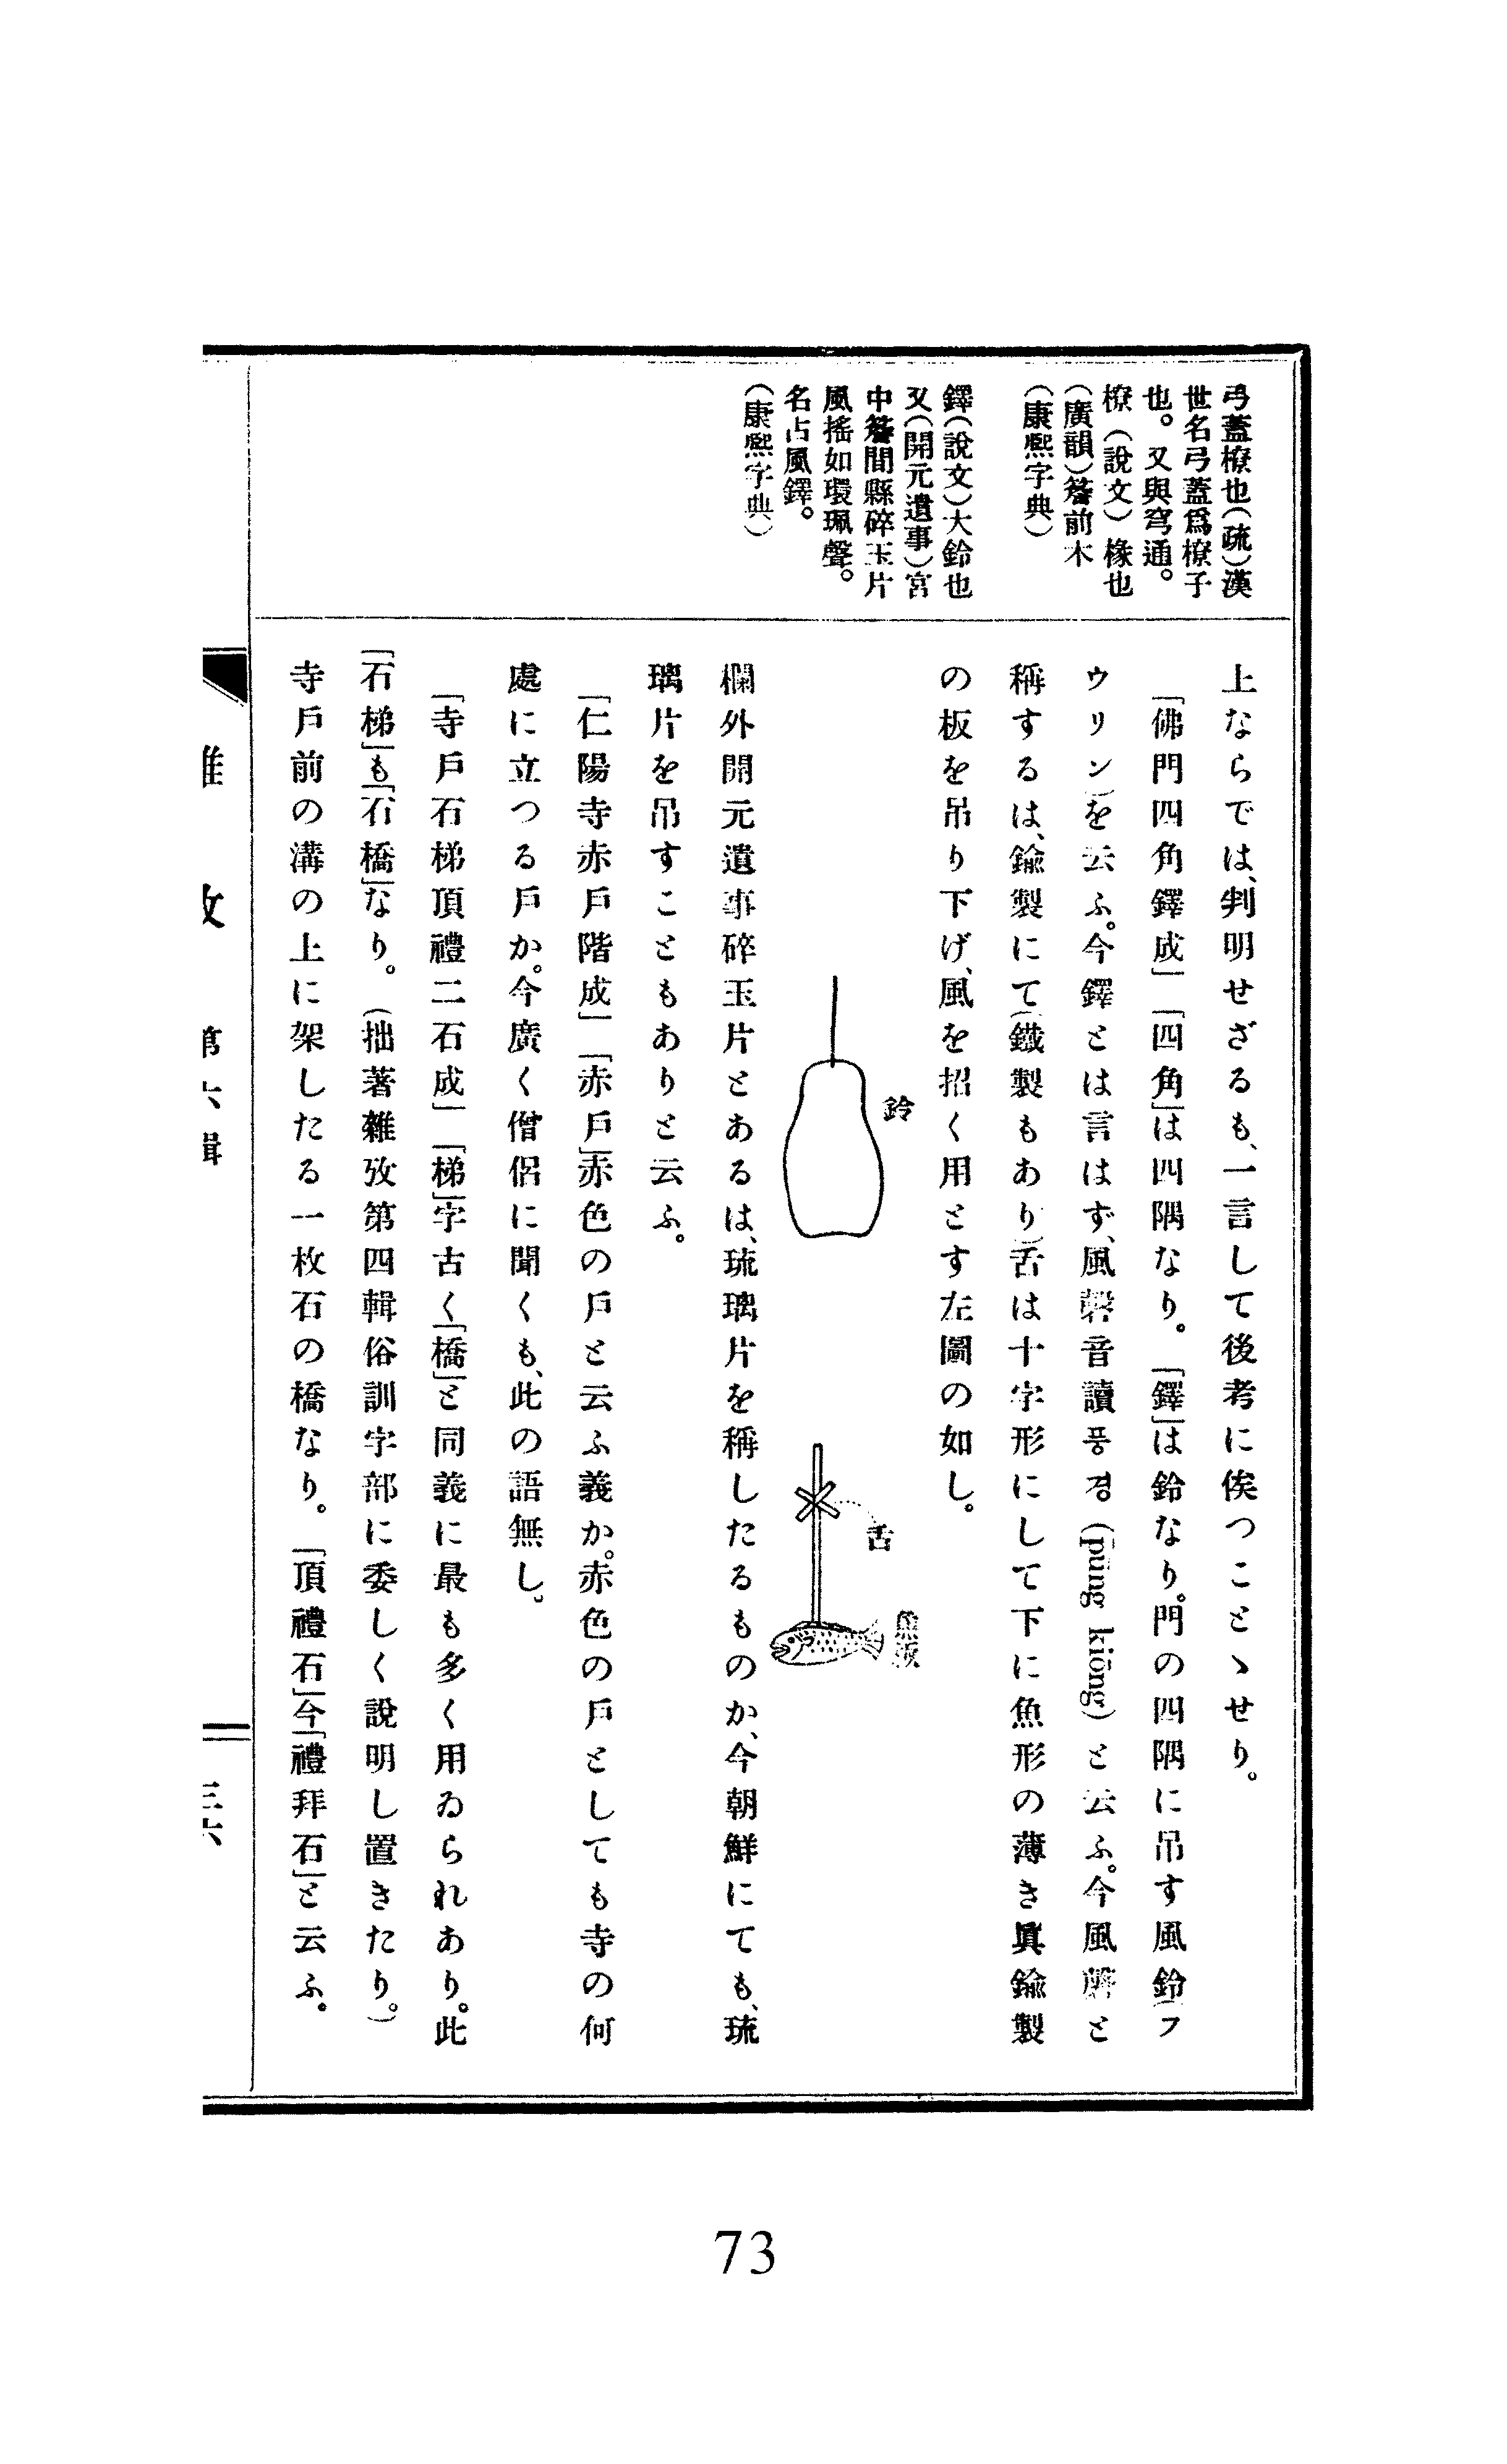 弓蓋橑也(疏)漢
世名弓蓋爲橑子
也。又與穹通。
橑(說文)椽也
(廣韻)簷前木
(康熙字典)
鐸(說文)大鈴也
又(開元遺事)宮
中簷間縣碎玉片
風搖如環珮聲。
名占風鐸。
(康熙字典)
上ならでは、判明せざるも、一言して後考に俟つことゝせり。
「佛門四角鐸成」「四角」は四隅なり。「鐸」は鈴なり。門の四隅に吊す風鈴(フ
ウリン)を云ふ。今鐸とは言はず、風磬音讀풍경(pūng kiöng)と云ふ。今風磬と
稱するは、鍮製にて(鐵製もあり)舌は十字形にして下に魚形の薄き眞鍮製
の板を吊り下げ、風を招く用とす左圖の如し。
鈴
舌
魚板
欄外開元遺事碎玉片とあるは、琉璃片を稱したるものか、今朝鮮にても、琉
璃片を吊すこともありと云ふ。
「仁陽寺赤戶階成」「赤戶」赤色の戶と云ふ義か。赤色の戶としても寺の何
處に立つる戶か。今廣く僧侶に聞くも、此の語無し。
「寺戶石梯頂禮二石成」「梯」字古く「橋」と同義に最も多く用ゐられあり。此
「石梯」も「石橋」なり。(拙著雜攷第四輯俗訓字部に委しく說明し置きたり。)
寺戶前の溝の上に架したる一枚石の橋なり。「頂禮石」今「禮拜石」と云ふ。
雜攷 第六輯
三六
73